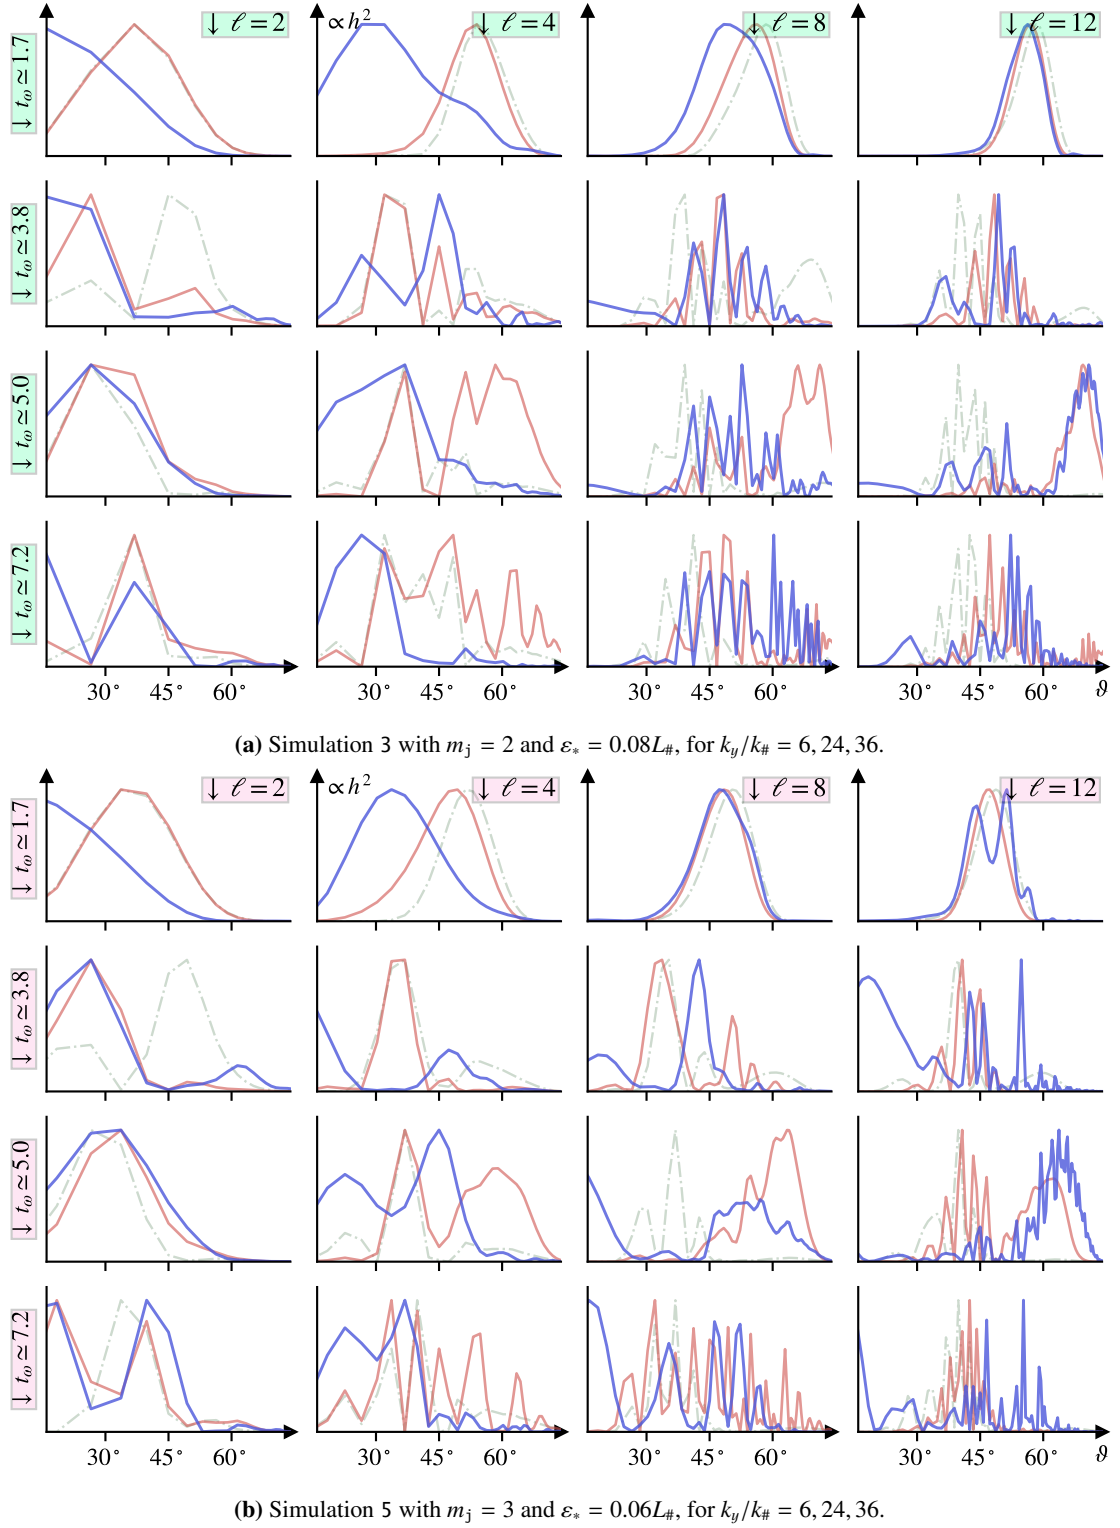 ↓ ℓ = 2
∝h²
↓ ℓ = 4
↓ ℓ = 8
↓ ℓ = 12
↓ t_ω ≃ 1.7
↓ t_ω ≃ 3.8
↓ t_ω ≃ 5.0
↓ t_ω ≃ 7.2
30° 45° 60° 30° 45° 60° 30° 45° 60° 30° 45° 60° ϑ
(a) Simulation 3 with m_j = 2 and ε_* = 0.08L_#, for k_y/k_# = 6, 24, 36.
↓ ℓ = 2
∝h²
↓ ℓ = 4
↓ ℓ = 8
↓ ℓ = 12
↓ t_ω ≃ 1.7
↓ t_ω ≃ 3.8
↓ t_ω ≃ 5.0
↓ t_ω ≃ 7.2
30° 45° 60° 30° 45° 60° 30° 45° 60° 30° 45° 60° ϑ
(b) Simulation 5 with m_j = 3 and ε_* = 0.06L_#, for k_y/k_# = 6, 24, 36.